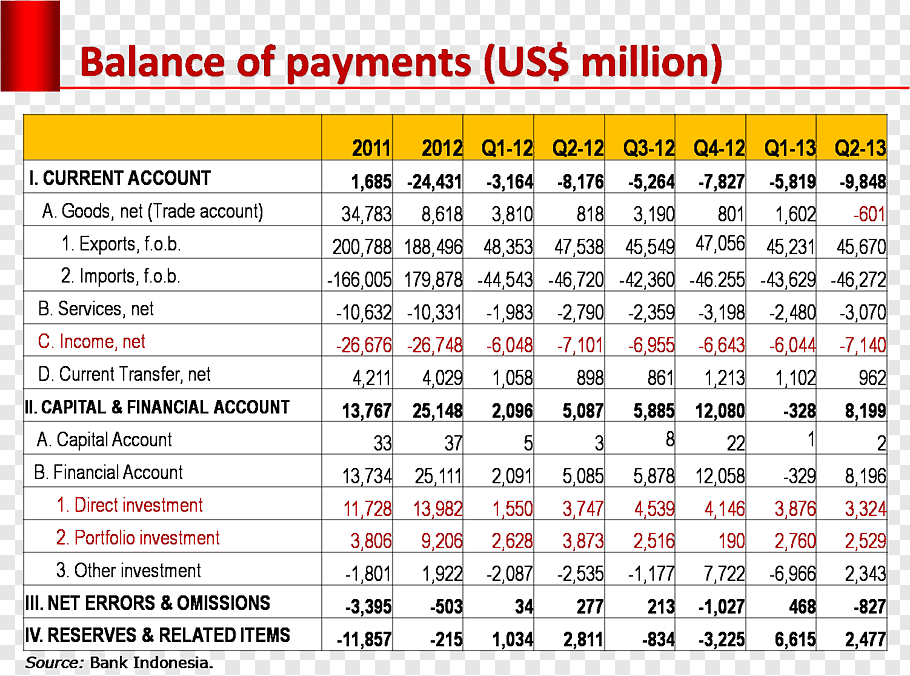 Balance of payments (US$ million)
2011 2012 Q1-12 Q2-12 Q3-12 Q4-12 Q1-13 Q2-13
I. CURRENT ACCOUNT 1,685 -24,431 -3,164 -8,176 -5,264 -7,827 -5,819 -9,848
A. Goods, net (Trade account) 34,783 8,618 3,810 818 3,190 801 1,602 -601
1. Exports, f.o.b. 200,788 188,496 48,353 47,538 45,549 47,056 45,231 45,670
2. Imports, f.o.b. -166,005 179,878 -44,543 -46,720 -42,360 -46.255 -43,629 -46,272
B. Services, net -10,632 -10,331 -1,983 -2,790 -2,359 -3,198 -2,480 -3,070
C. Income, net -26,676 -26,748 -6,048 -7,101 -6,955 -6,643 -6,044 -7,140
D. Current Transfer, net 4,211 4,029 1,058 898 861 1,213 1,102 962
II. CAPITAL & FINANCIAL ACCOUNT 13,767 25,148 2,096 5,087 5,885 12,080 -328 8,199
A. Capital Account 33 37 5 3 8 22 1 2
B. Financial Account 13,734 25,111 2,091 5,085 5,878 12,058 -329 8,196
1. Direct investment 11,728 13,982 1,550 3,747 4,539 4,146 3,876 3,324
2. Portfolio investment 3,806 9,206 2,628 3,873 2,516 190 2,760 2,529
3. Other investment -1,801 1,922 -2,087 -2,535 -1,177 7,722 -6,966 2,343
III. NET ERRORS & OMISSIONS -3,395 -503 34 277 213 -1,027 468 -827
IV. RESERVES & RELATED ITEMS -11,857 -215 1,034 2,811 -834 -3,225 6,615 2,477
Source: Bank Indonesia.